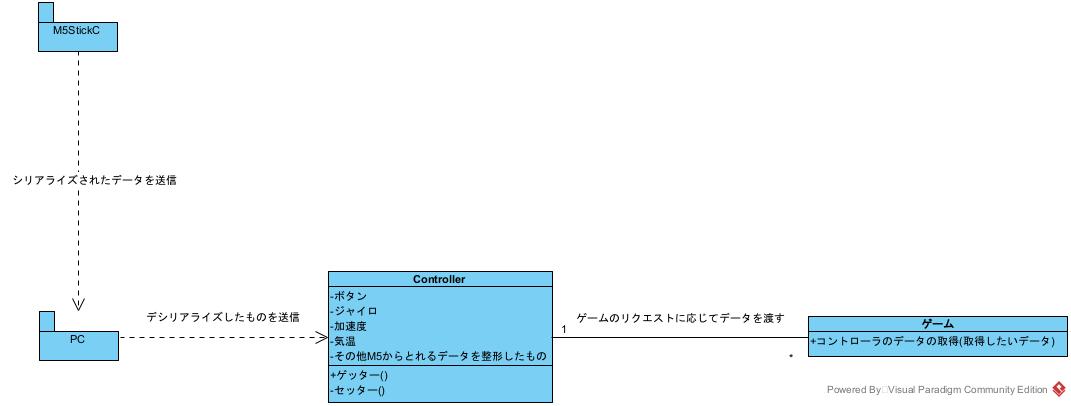 M5StickC
シリアライズされたデータを送信
PC
デシリアライズしたものを送信
Controller
-ボタン
-ジャイロ
-加速度
-気温
-その他M5からとれるデータを整形したもの
+ゲッター()
-セッター()
1
ゲームのリクエストに応じてデータを渡す
*
ゲーム
+コントローラのデータの取得(取得したいデータ)
Powered By Visual Paradigm Community Edition